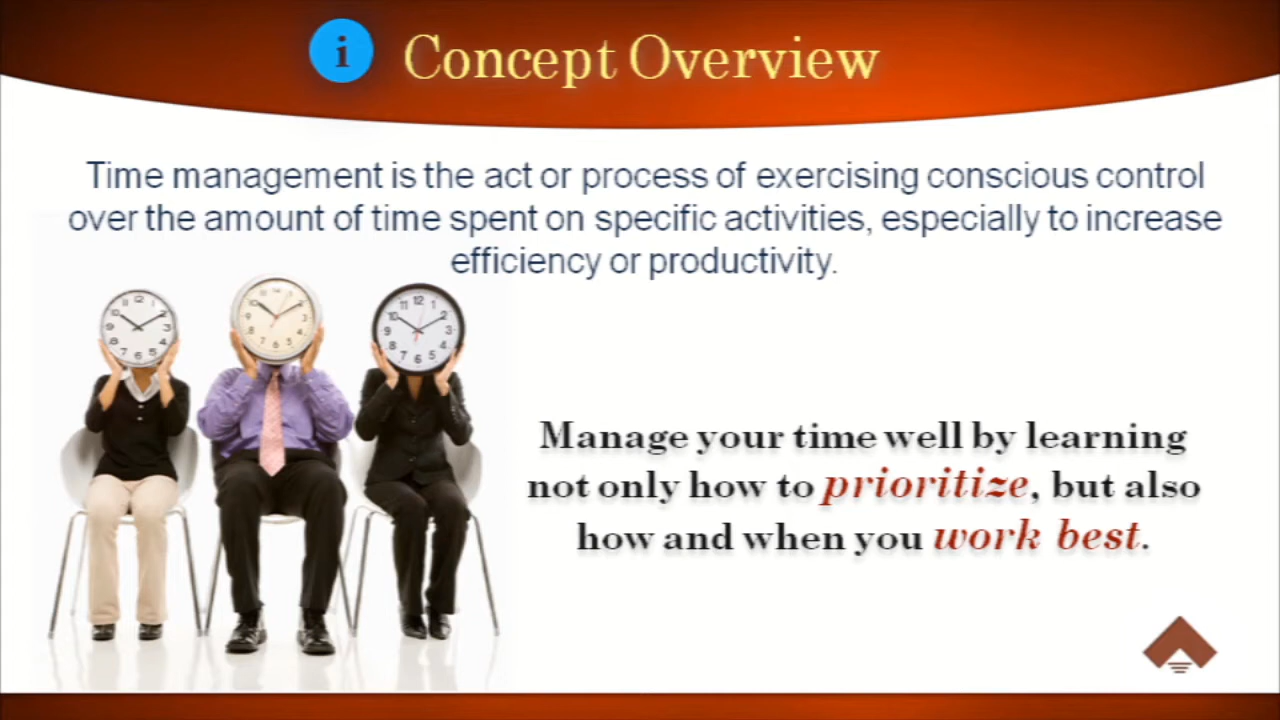 i Concept Overview
Time management is the act or process of exercising conscious control
over the amount of time spent on specific activities, especially to increase
efficiency or productivity.
Manage your time well by learning
not only how to prioritize, but also
how and when you work best.